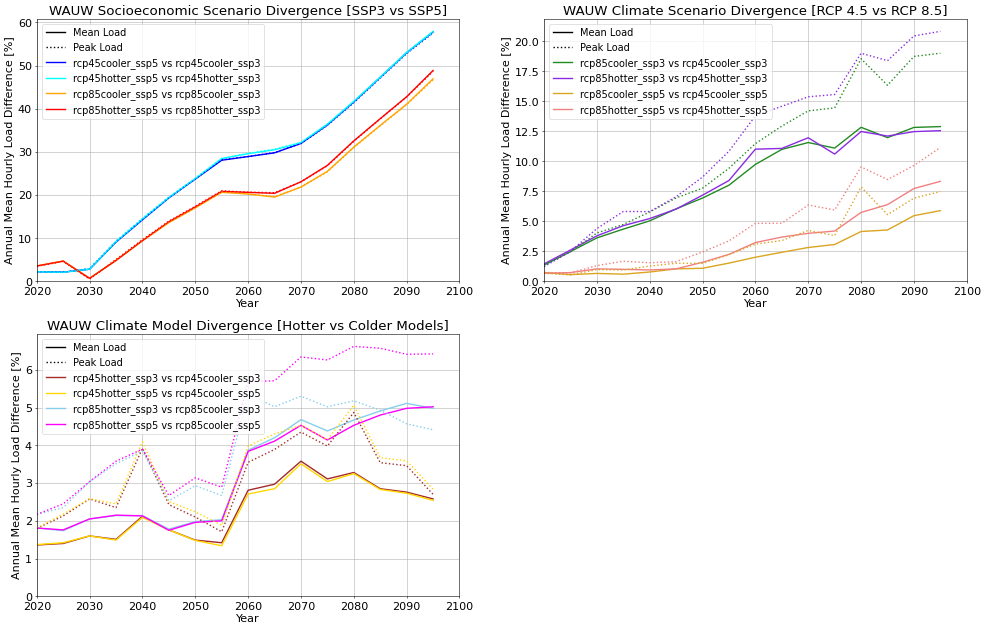 WAUW Socioeconomic Scenario Divergence [SSP3 vs SSP5]
Annual Mean Hourly Load Difference [%]
60
50
40
30
20
10
0
Mean Load
Peak Load
rcp45cooler_ssp5 vs rcp45cooler_ssp3
rcp45hotter_ssp5 vs rcp45hotter_ssp3
rcp85cooler_ssp5 vs rcp85cooler_ssp3
rcp85hotter_ssp5 vs rcp85hotter_ssp3
2020 2030 2040 2050 2060 2070 2080 2090 2100
Year
WAUW Climate Scenario Divergence [RCP 4.5 vs RCP 8.5]
Annual Mean Hourly Load Difference [%]
20.0
17.5
15.0
12.5
10.0
7.5
5.0
2.5
0.0
Mean Load
Peak Load
rcp85cooler_ssp3 vs rcp45cooler_ssp3
rcp85hotter_ssp3 vs rcp45hotter_ssp3
rcp85cooler_ssp5 vs rcp45cooler_ssp5
rcp85hotter_ssp5 vs rcp45hotter_ssp5
2020 2030 2040 2050 2060 2070 2080 2090 2100
Year
WAUW Climate Model Divergence [Hotter vs Colder Models]
Annual Mean Hourly Load Difference [%]
6
5
4
3
2
1
0
Mean Load
Peak Load
rcp45hotter_ssp3 vs rcp45cooler_ssp3
rcp45hotter_ssp5 vs rcp45cooler_ssp5
rcp85hotter_ssp3 vs rcp85cooler_ssp3
rcp85hotter_ssp5 vs rcp85cooler_ssp5
2020 2030 2040 2050 2060 2070 2080 2090 2100
Year